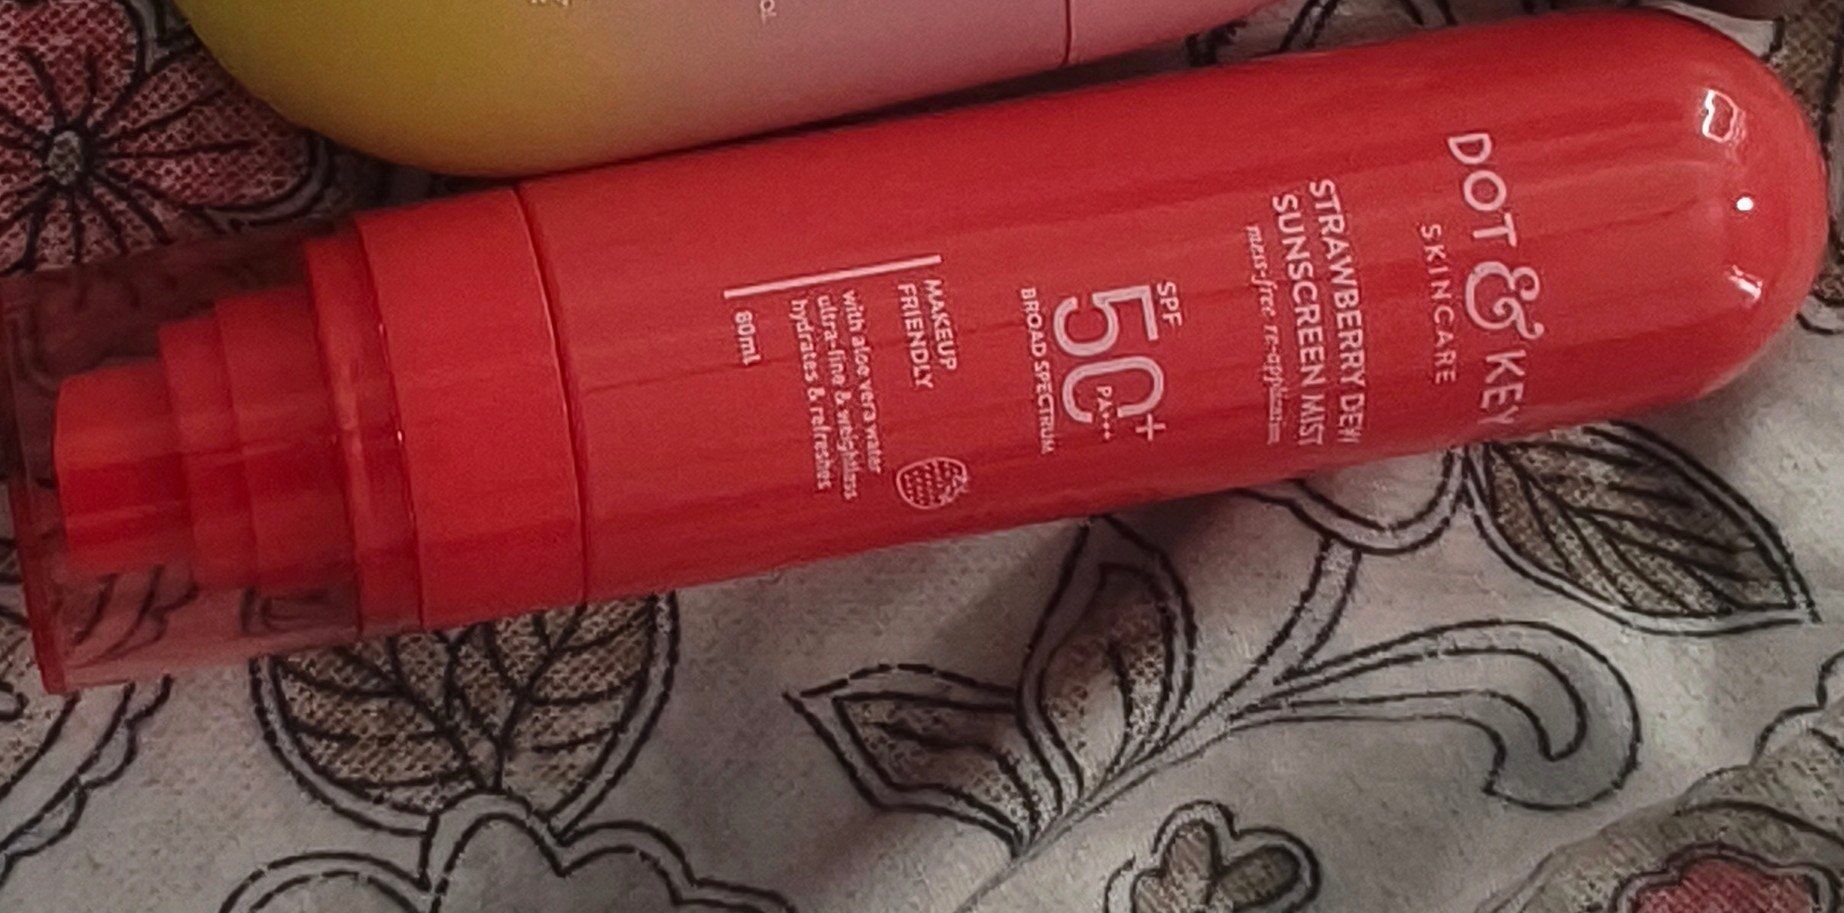 DOT & KEY
SKINCARE
STRAWBERRY DEW
SUNSCREEN MIST
mess-free re-application
SPF
50+
PA+++
BROAD SPECTRUM
MAKEUP
FRIENDLY
with aloe vera water
ultra-fine & weightless
hydrates & refreshes
80ml